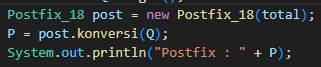 Postfix_18 post = new Postfix_18(total);
P = post.konversi(Q);
System.out.println("Postfix : " + P);